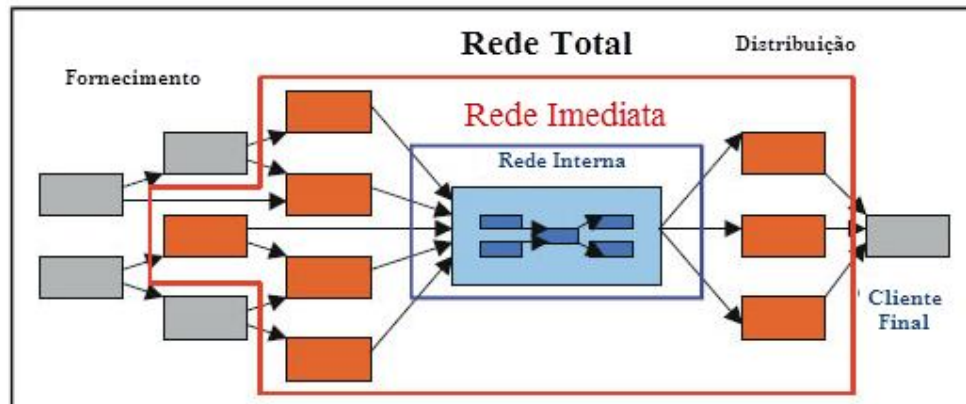 Rede Total
Distribuição
Fornecimento
Rede Imediata
Rede Interna
Cliente
Final